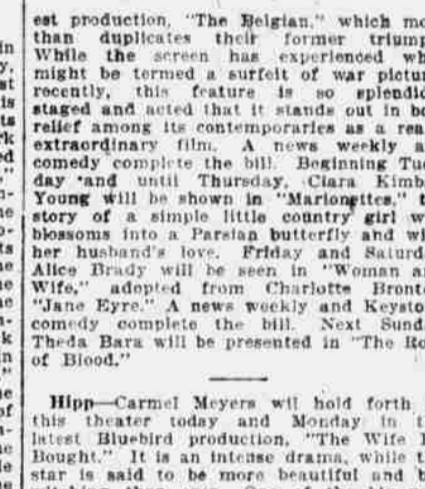 est production, "The Belgian," which mo
than duplicates their former triump
While the screen has experienced wh
might be termed a surfeit of war pictur
recently, this feature is so splendid
staged and acted that it stands out in bo
relief among its contemporaries as a rea
extraordinary film. A news weekly a
comedy complete the bill. Beginning Tue
day and until Thursday, Clara Kimba
Young will be shown in "Marionettes," t
story of a simple little country girl w
blossoms into a Parsian butterfly and wi
her husband's love. Friday and Saturd
Alice Brady will be seen in "Woman an
Wife," adopted from Charlotte Bronte
"Jane Eyre." A news weekly and Keysto
comedy complete the bill. Next Sund
Theda Bara will be presented in "The Ro
of Blood."
Hipp—Carmel Meyers wil hold forth
this theater today and Monday in t
latest Bluebird production, "The Wife H
Bought." It is an intense drama, while t
star is said to be more beautiful and b